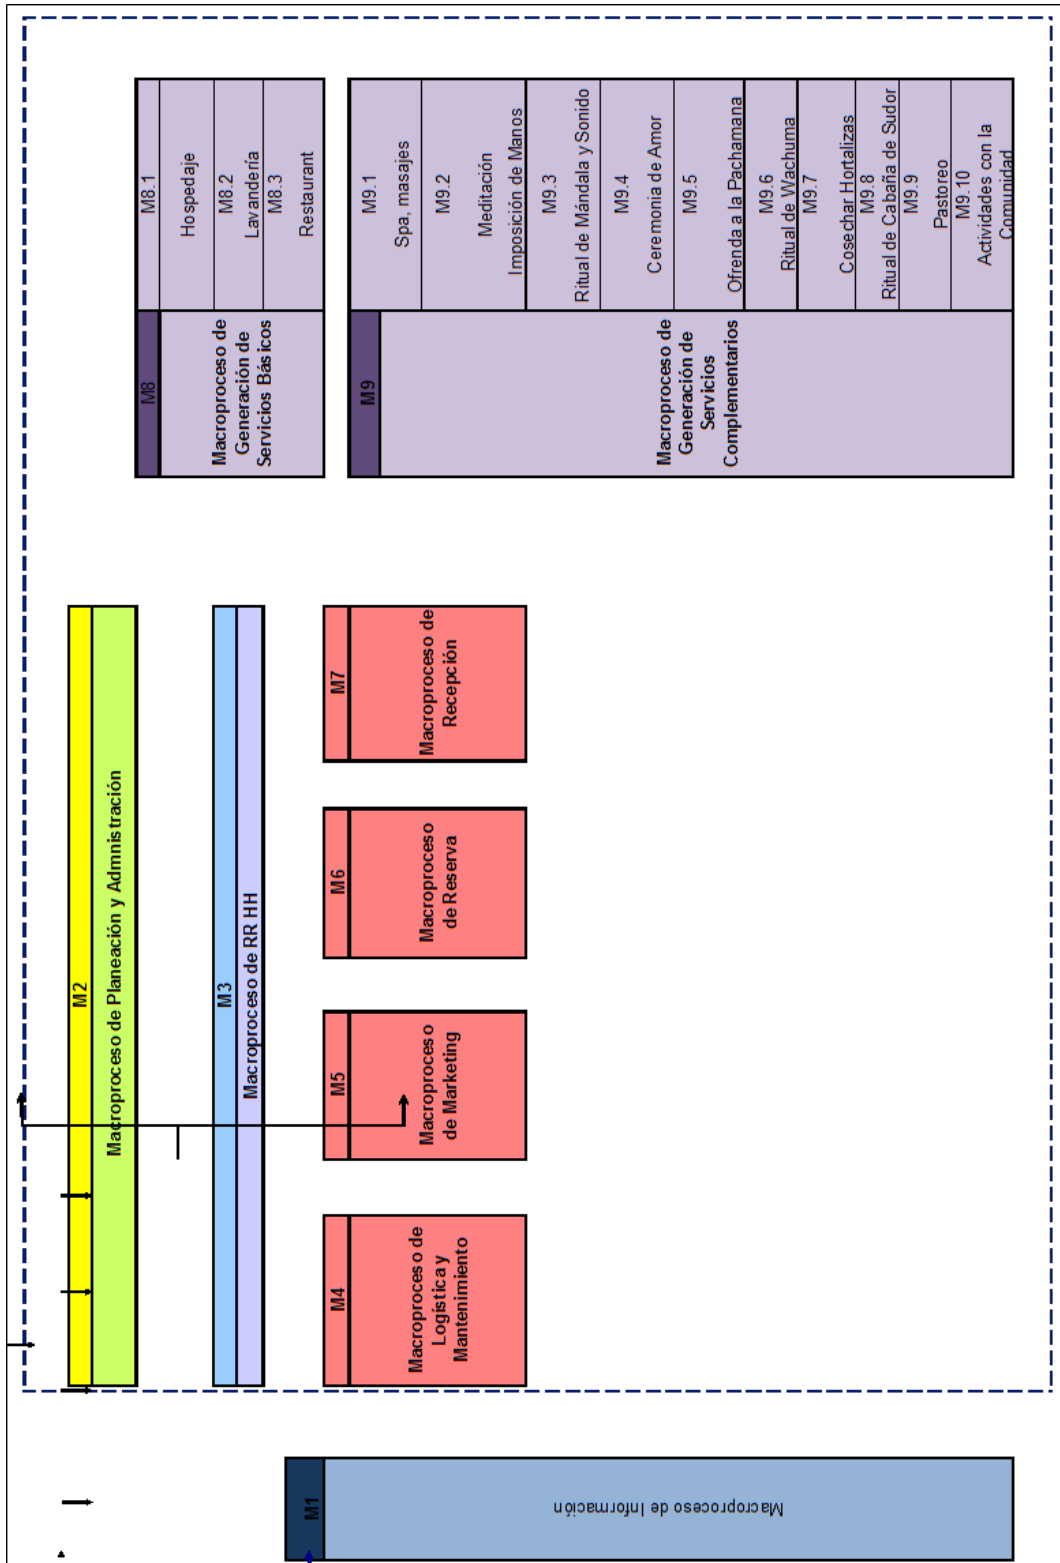 M1
Macroproceso de Información
M2
Macroproceso de Planeación y Admnistración
M3
Macroproceso de RR HH
M4
Macroproceso de
Logística y
Mantenimiento
M5
Macroproceso
de Marketing
M6
Macroproceso
de Reserva
M7
Macroproceso de
Recepción
M8
Macroproceso de
Generación de
Servicios Básicos
M8.1
Hospedaje
M8.2
Lavandería
M8.3
Restaurant
M9
Macroproceso de
Generación de
Servicios
Complementarios
M9.1
Spa, masajes
M9.2
Meditación
Imposición de Manos
M9.3
Ritual de Mándala y Sonido
M9.4
Ceremonia de Amor
M9.5
Ofrenda a la Pachamana
M9.6
Ritual de Wachuma
M9.7
Cosechar Hortalizas
M9.8
Ritual de Cabaña de Sudor
M9.9
Pastoreo
M9.10
Actividades con la
Comunidad